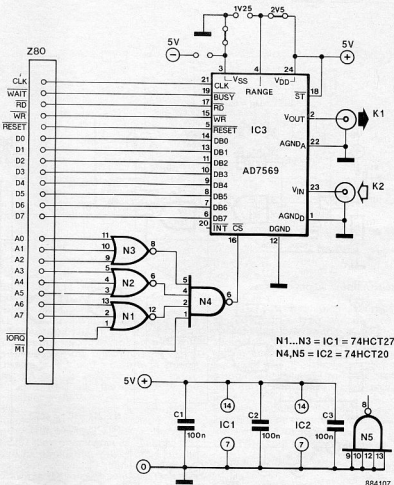 1V25 2V5
5V 5V
Z80
3 4 24
VSS VDD
CLK 21 CLK RANGE ST 18
WAIT 19 BUSY
RD 17 RD
WR 15 WR IC3 VOUT 2 K1
RESET 5 RESET
D0 14 DB0 AGNDA 22
D1 13 DB1
D2 11 DB2 AD7569 K2
D3 10 DB3
D4 9 DB4 VIN 23
D5 8 DB5
D6 7 DB6 AGNDD 1
D7 6 DB7
20 INT CS DGND
16 12
A0 11
A1 10 N3 8
A2 9
A3 5 5
A4 4 N2 6 4 N4 6
A5 3 2
A6 13 1
A7 2 N1 12
IORQ 1
M1
N1...N3 = IC1 = 74HCT27
N4,N5 = IC2 = 74HCT20
5V 8
C1 14 C2 14 C3
IC1 IC2 N5
100n 7 100n 7 100n 9 10 12 13
0
884107